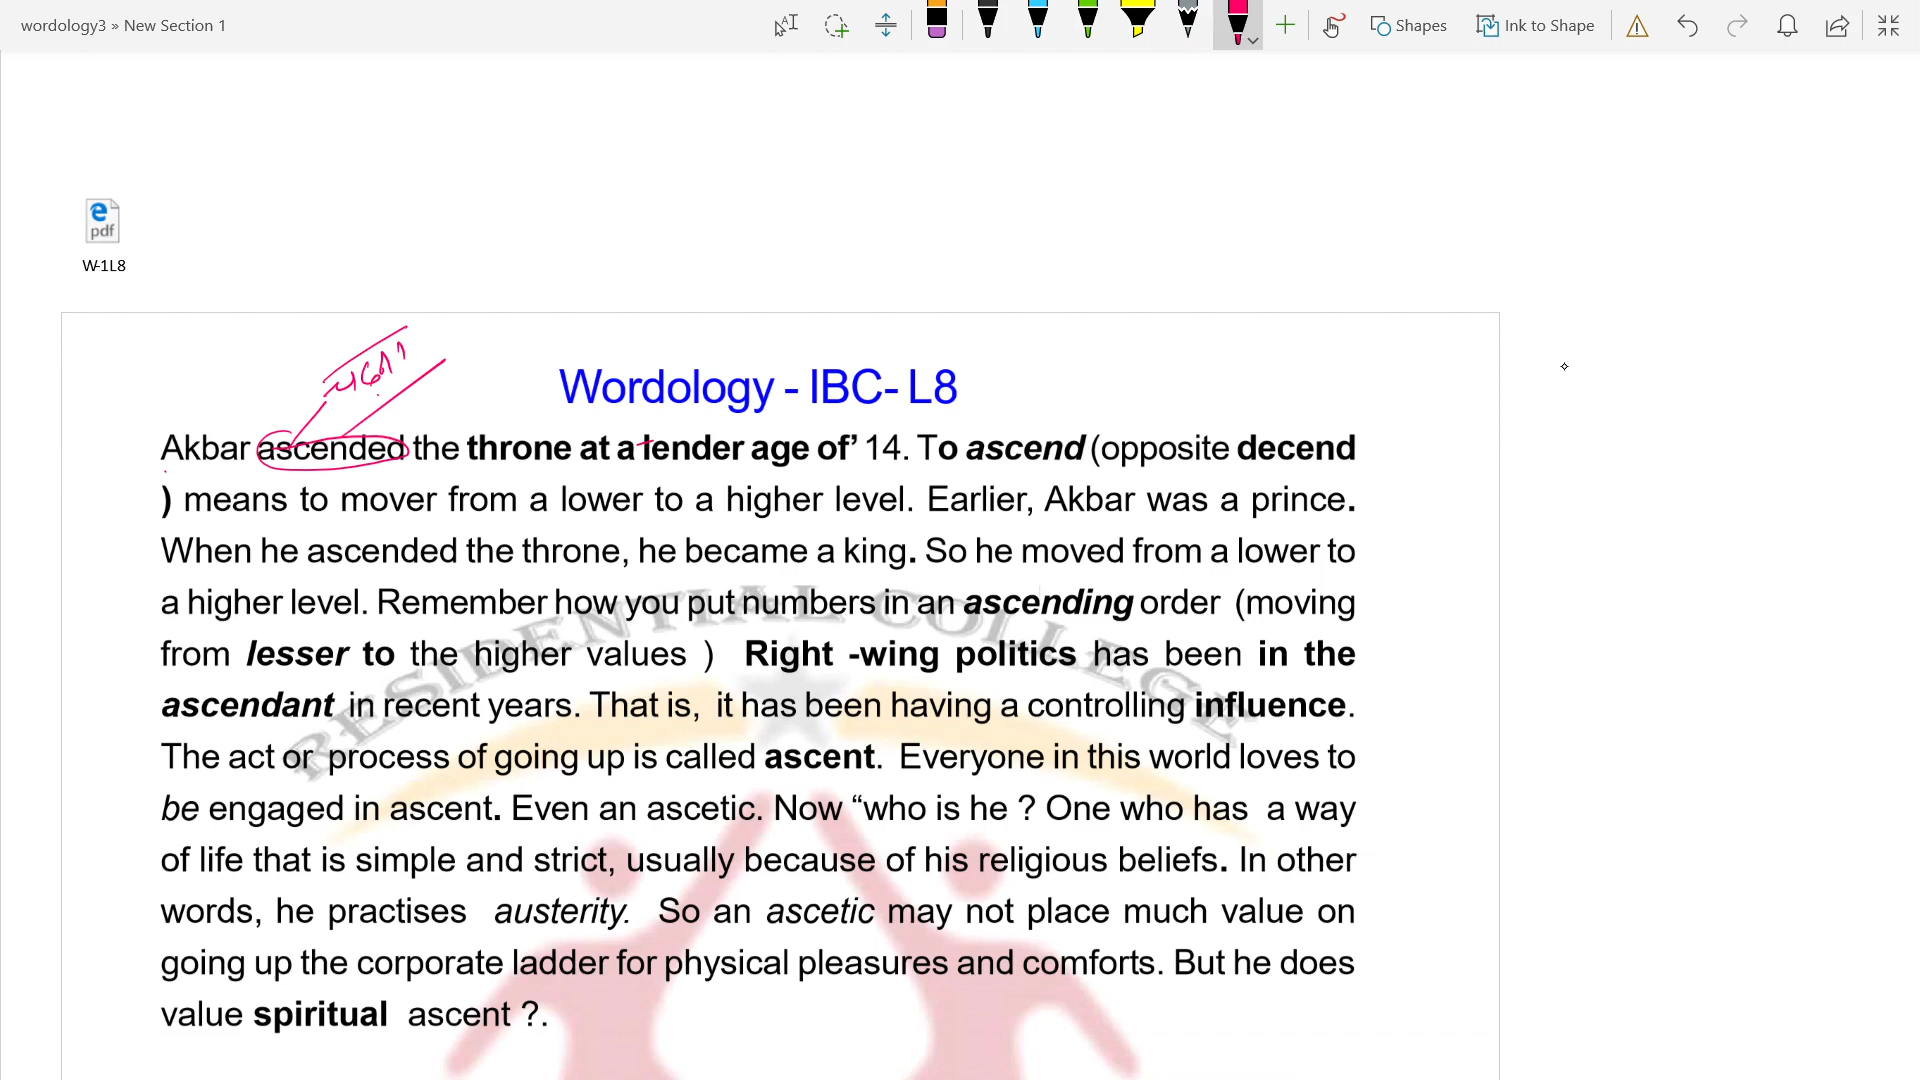 wordology3 » New Section 1
Shapes
Ink to Shape
pdf
W-1L8
Wordology - IBC- L8
Akbar ascended the throne at a lender age of’ 14. To ascend (opposite decend
) means to mover from a lower to a higher level. Earlier, Akbar was a prince.
When he ascended the throne, he became a king. So he moved from a lower to
a higher level. Remember how you put numbers in an ascending order (moving
from lesser to the higher values ) Right -wing politics has been in the
ascendant in recent years. That is, it has been having a controlling influence.
The act or process of going up is called ascent. Everyone in this world loves to
be engaged in ascent. Even an ascetic. Now “who is he ? One who has a way
of life that is simple and strict, usually because of his religious beliefs. In other
words, he practises austerity. So an ascetic may not place much value on
going up the corporate ladder for physical pleasures and comforts. But he does
value spiritual ascent ?.
RESIDENTIAL COLLEGE